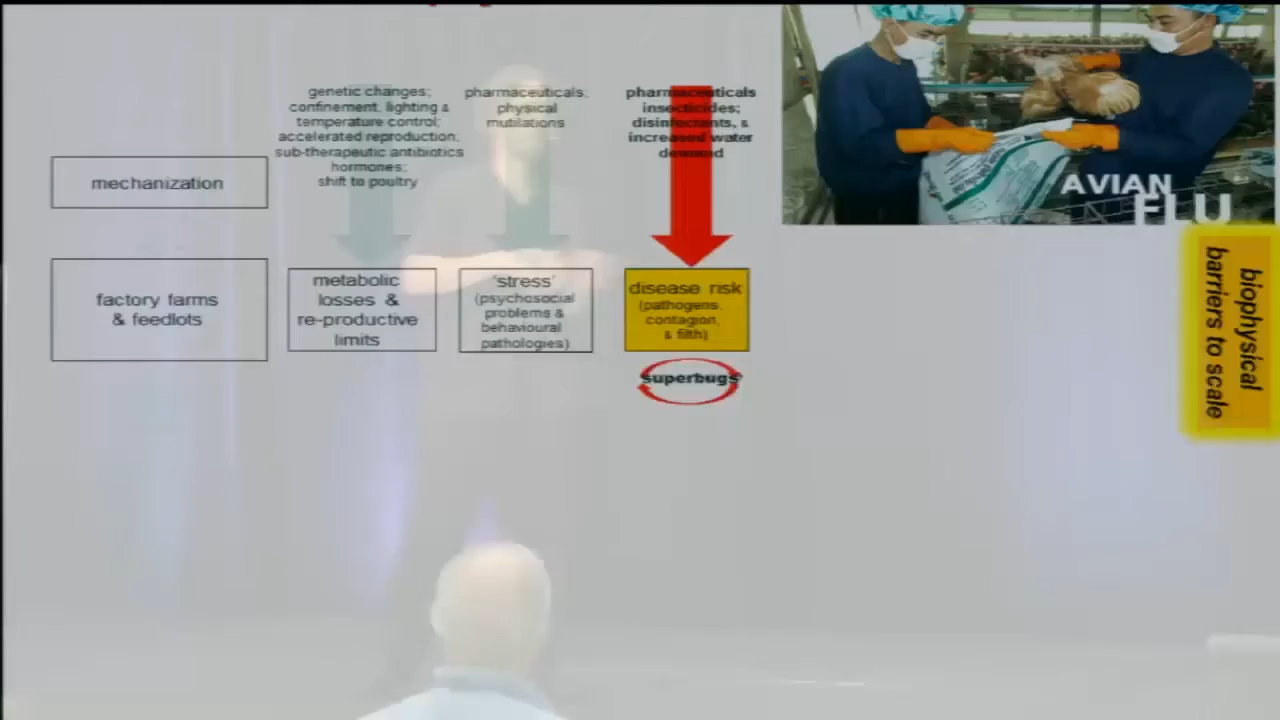 genetic changes;
confinement, lighting &
temperature control;
accelerated reproduction;
sub-therapeutic antibiotics
hormones;
shift to poultry
pharmaceuticals;
physical
mutilations
pharmaceuticals
insecticides;
disinfectants, &
increased water
demand
AVIAN
FLU
mechanization
factory farms
& feedlots
metabolic
losses &
re-productive
limits
'stress'
(psychosocial
problems &
behavioural
pathologies)
disease risk
(pathogens,
contagion,
& filth)
superbugs
biophysical
barriers to scale